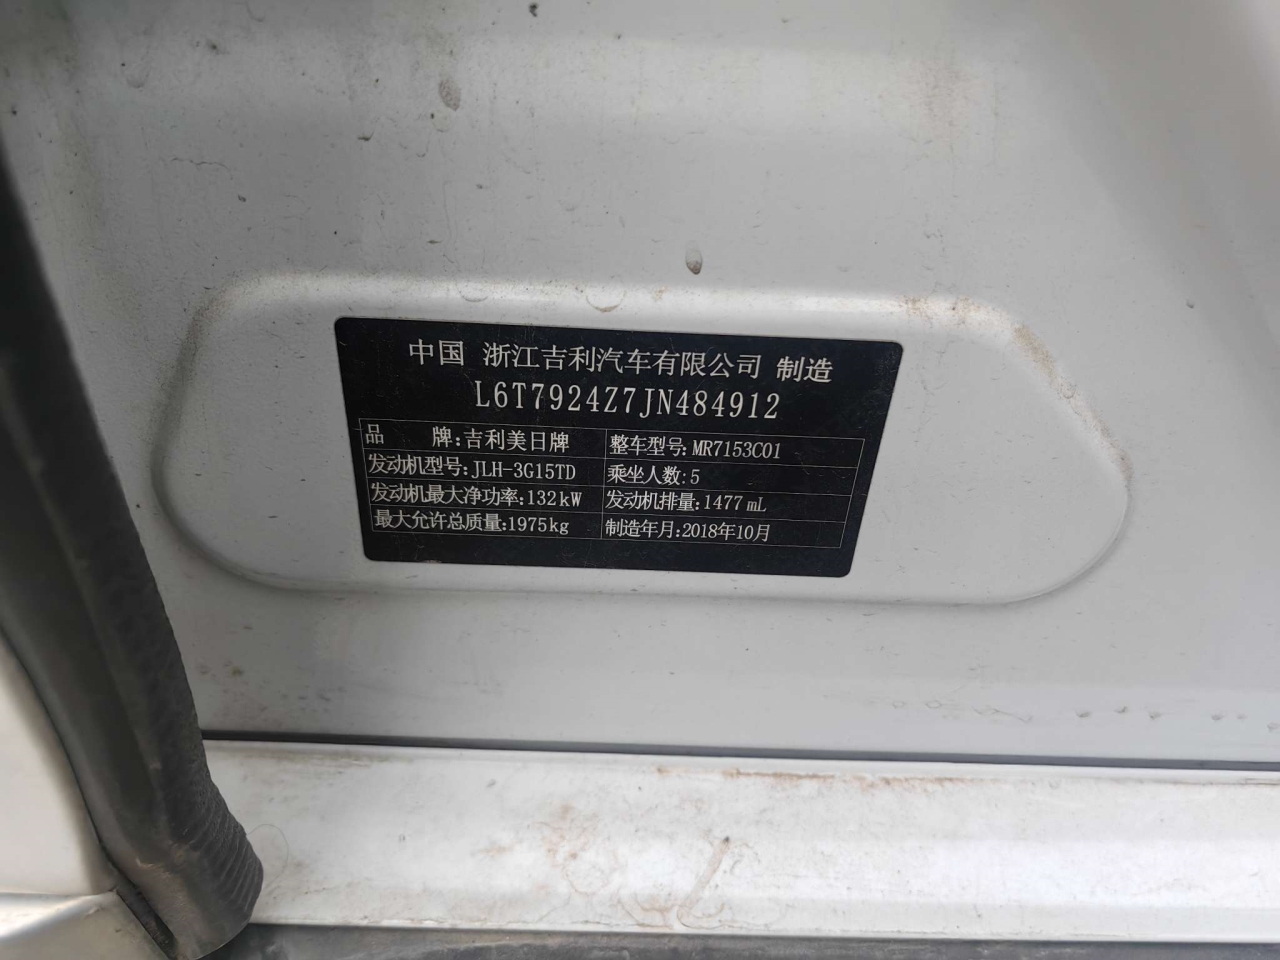 中国 浙江吉利汽车有限公司 制造
L6T7924Z7JN484912
品 牌:吉利美日牌 整车型号:MR7153C01
发动机型号:JLH-3G15TD 乘坐人数:5
发动机最大净功率:132kW 发动机排量:1477mL
最大允许总质量:1975kg 制造年月:2018年10月